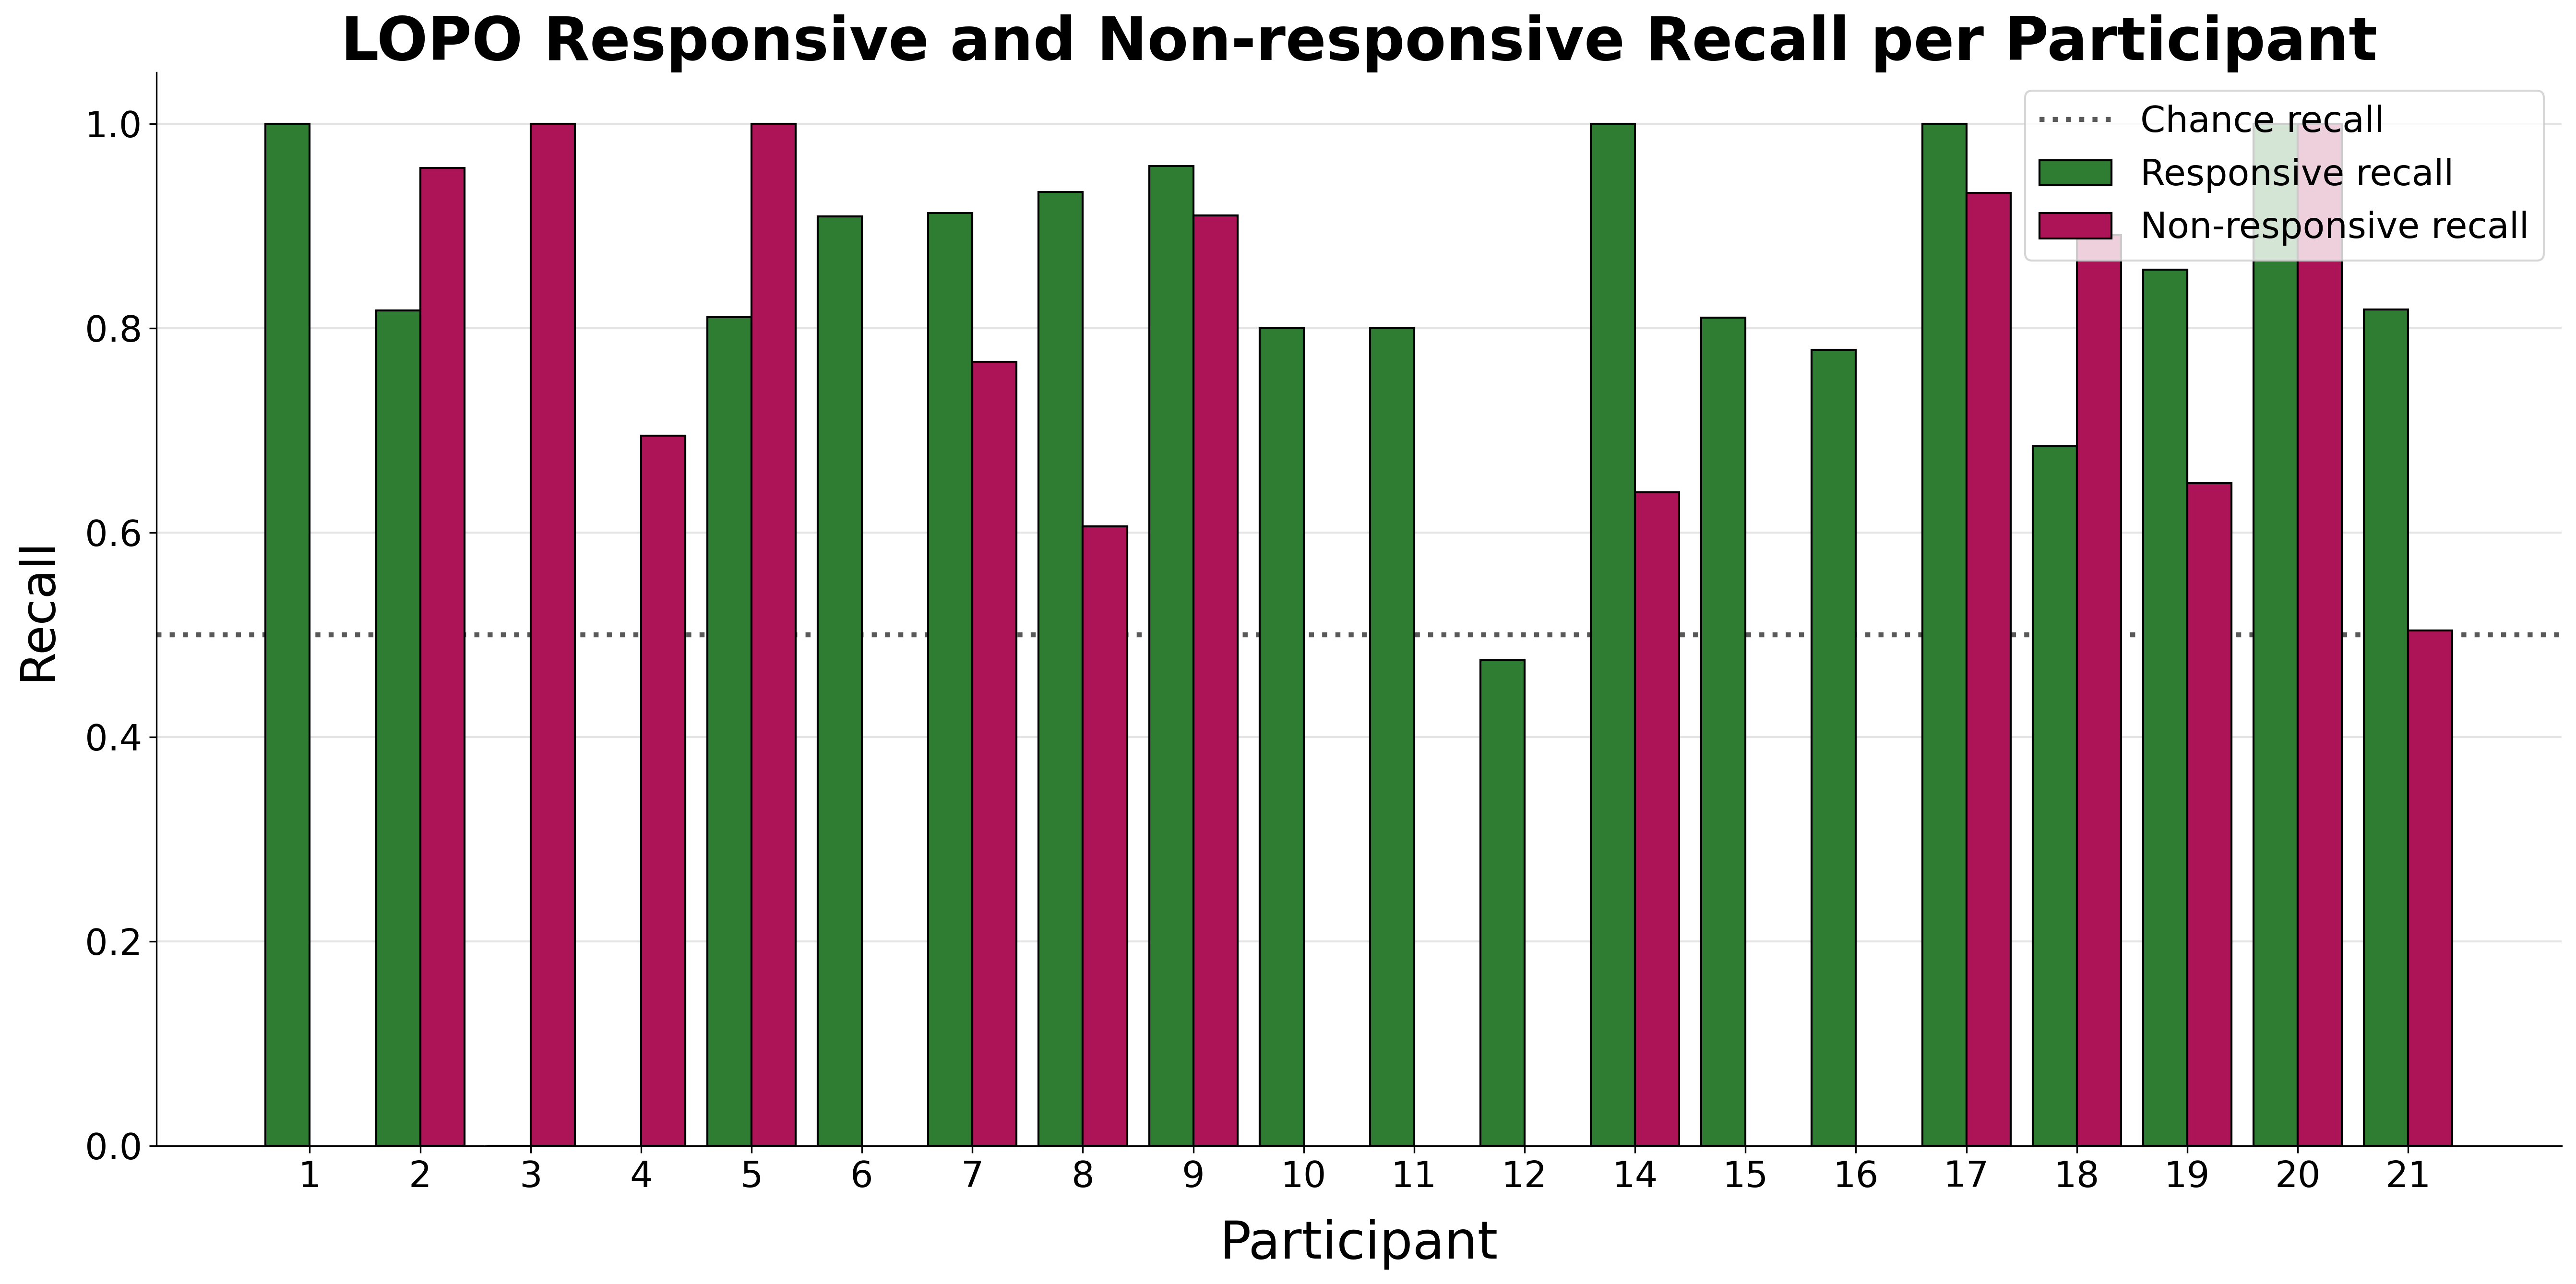 LOPO Responsive and Non-responsive Recall per Participant
Chance recall
Responsive recall
Non-responsive recall
Recall
1.0
0.8
0.6
0.4
0.2
0.0
1 2 3 4 5 6 7 8 9 10 11 12 14 15 16 17 18 19 20 21
Participant